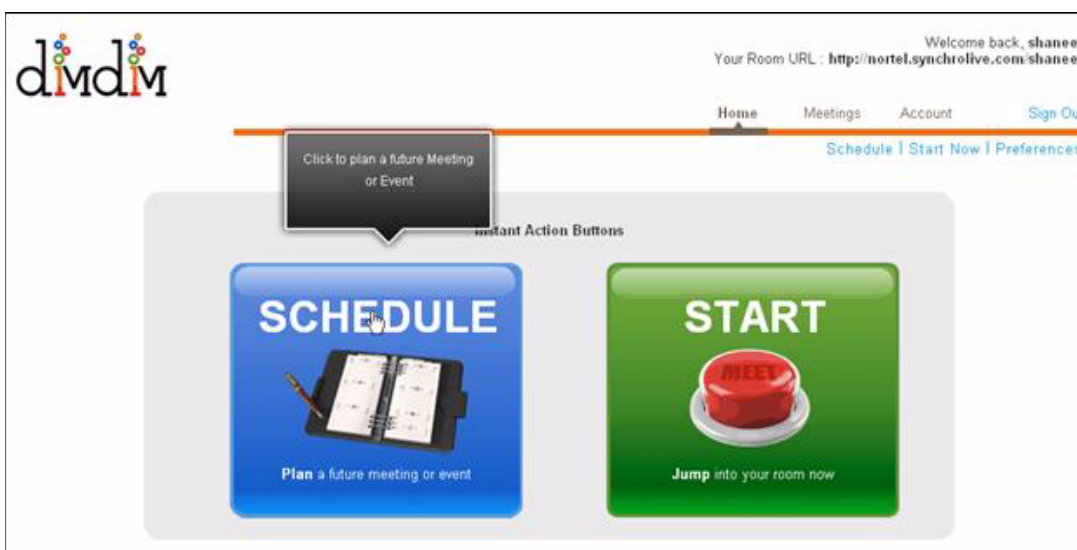 dimdim
Welcome back, shanee
Your Room URL : http://nortel.synchrolive.com/shanee
Home Meetings Account Sign Ou
Schedule | Start Now | Preferences
Click to plan a future Meeting
or Event
Instant Action Buttons
SCHEDULE
Plan a future meeting or event
START
MEET
Jump into your room now